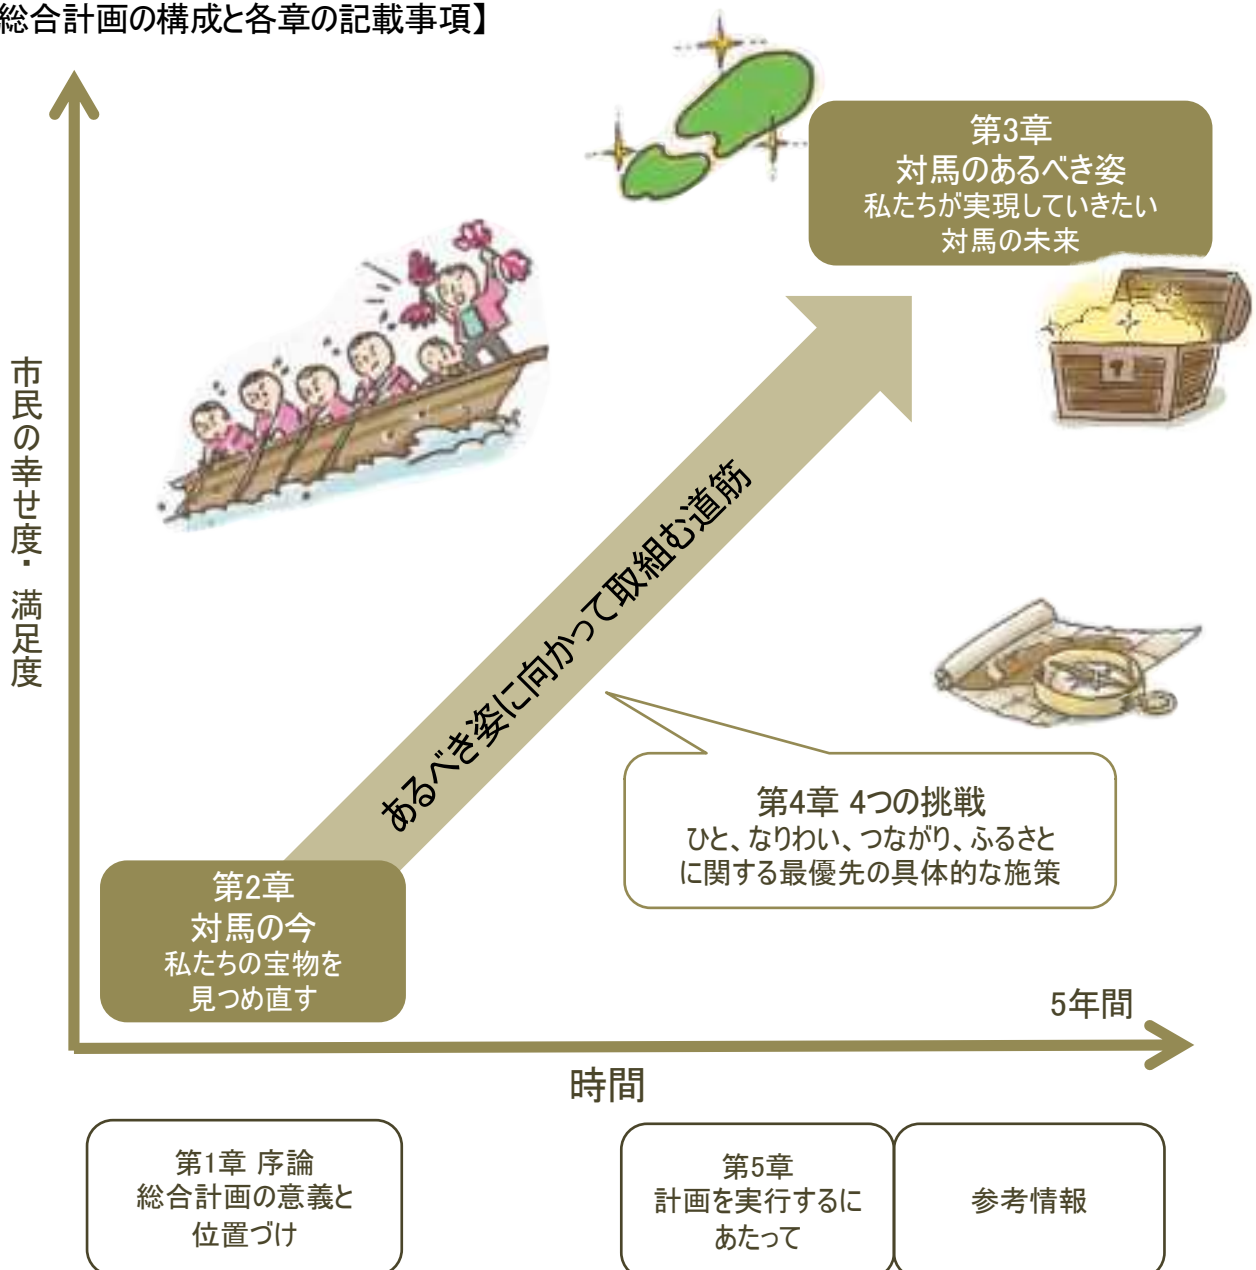 総合計画の構成と各章の記載事項】
第3章
対馬のあるべき姿
私たちが実現していきたい
対馬の未来
市民の幸せ度・満足度
あるべき姿に向かって取組む道筋
第4章 4つの挑戦
ひと、なりわい、つながり、ふるさと
に関する最優先の具体的な施策
第2章
対馬の今
私たちの宝物を
見つめ直す
5年間
時間
第1章 序論
総合計画の意義と
位置づけ
第5章
計画を実行するに
あたって
参考情報